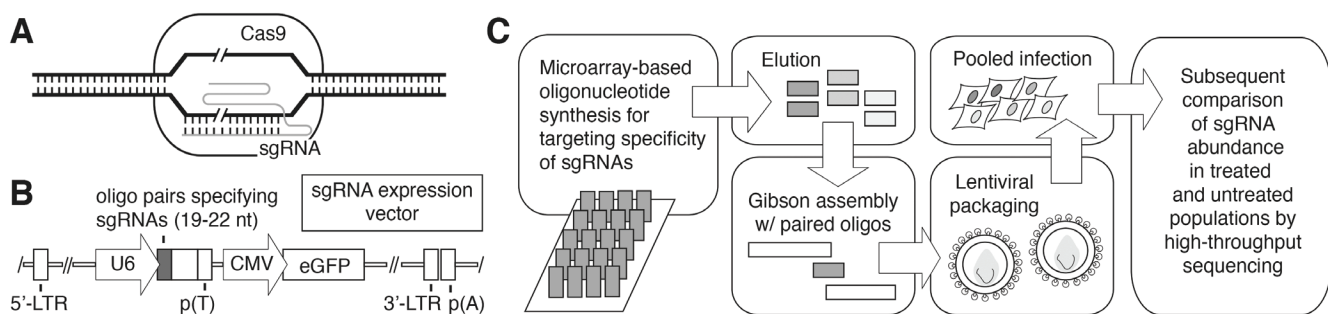 A
Cas9
sgRNA
B
oligo pairs specifying
sgRNAs (19-22 nt)
sgRNA expression
vector
U6
CMV
eGFP
5'-LTR
p(T)
3'-LTR
p(A)
C
Microarray-based
oligonucleotide
synthesis for
targeting specificity
of sgRNAs
Elution
Gibson assembly
w/ paired oligos
Pooled infection
Lentiviral
packaging
Subsequent
comparison
of sgRNA
abundance
in treated
and untreated
populations by
high-throughput
sequencing